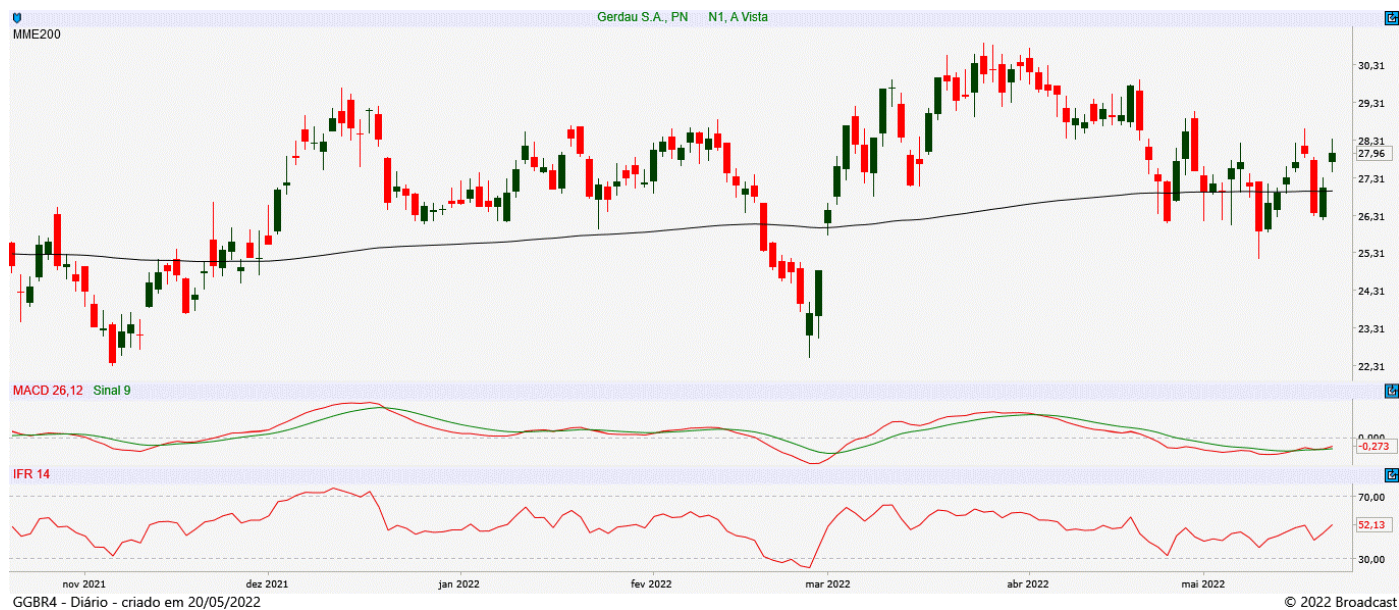 Gerdau S.A., PN N1, A Vista
MME200
30,31
29,31
28,31
27,96
27,31
26,31
25,31
24,31
23,31
22,31
MACD 26,12 Sinal 9
0,000
-0,273
IFR 14
70,00
52,13
30,00
nov 2021 dez 2021 jan 2022 fev 2022 mar 2022 abr 2022 mai 2022
GGBR4 - Diário - criado em 20/05/2022 © 2022 Broadcast